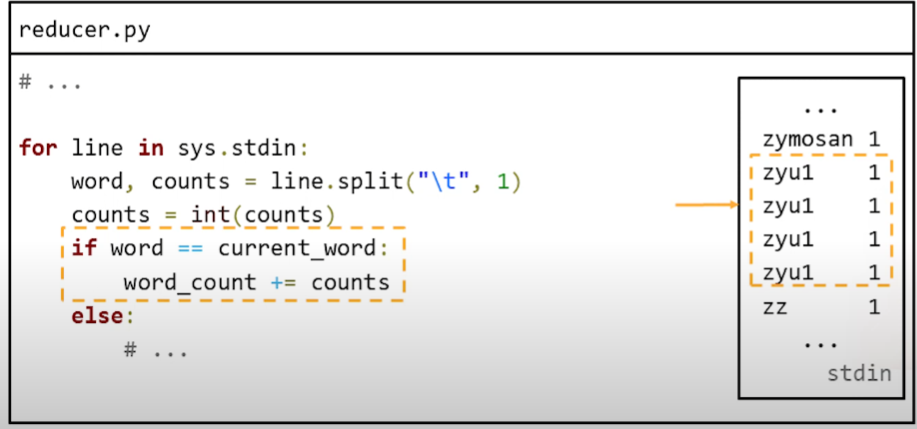 reducer.py
# ...
for line in sys.stdin:
    word, counts = line.split("\t", 1)
    counts = int(counts)
    if word == current_word:
        word_count += counts
    else:
        # ...
...
zymosan 1
zyu1 1
zyu1 1
zyu1 1
zyu1 1
zz 1
...
stdin